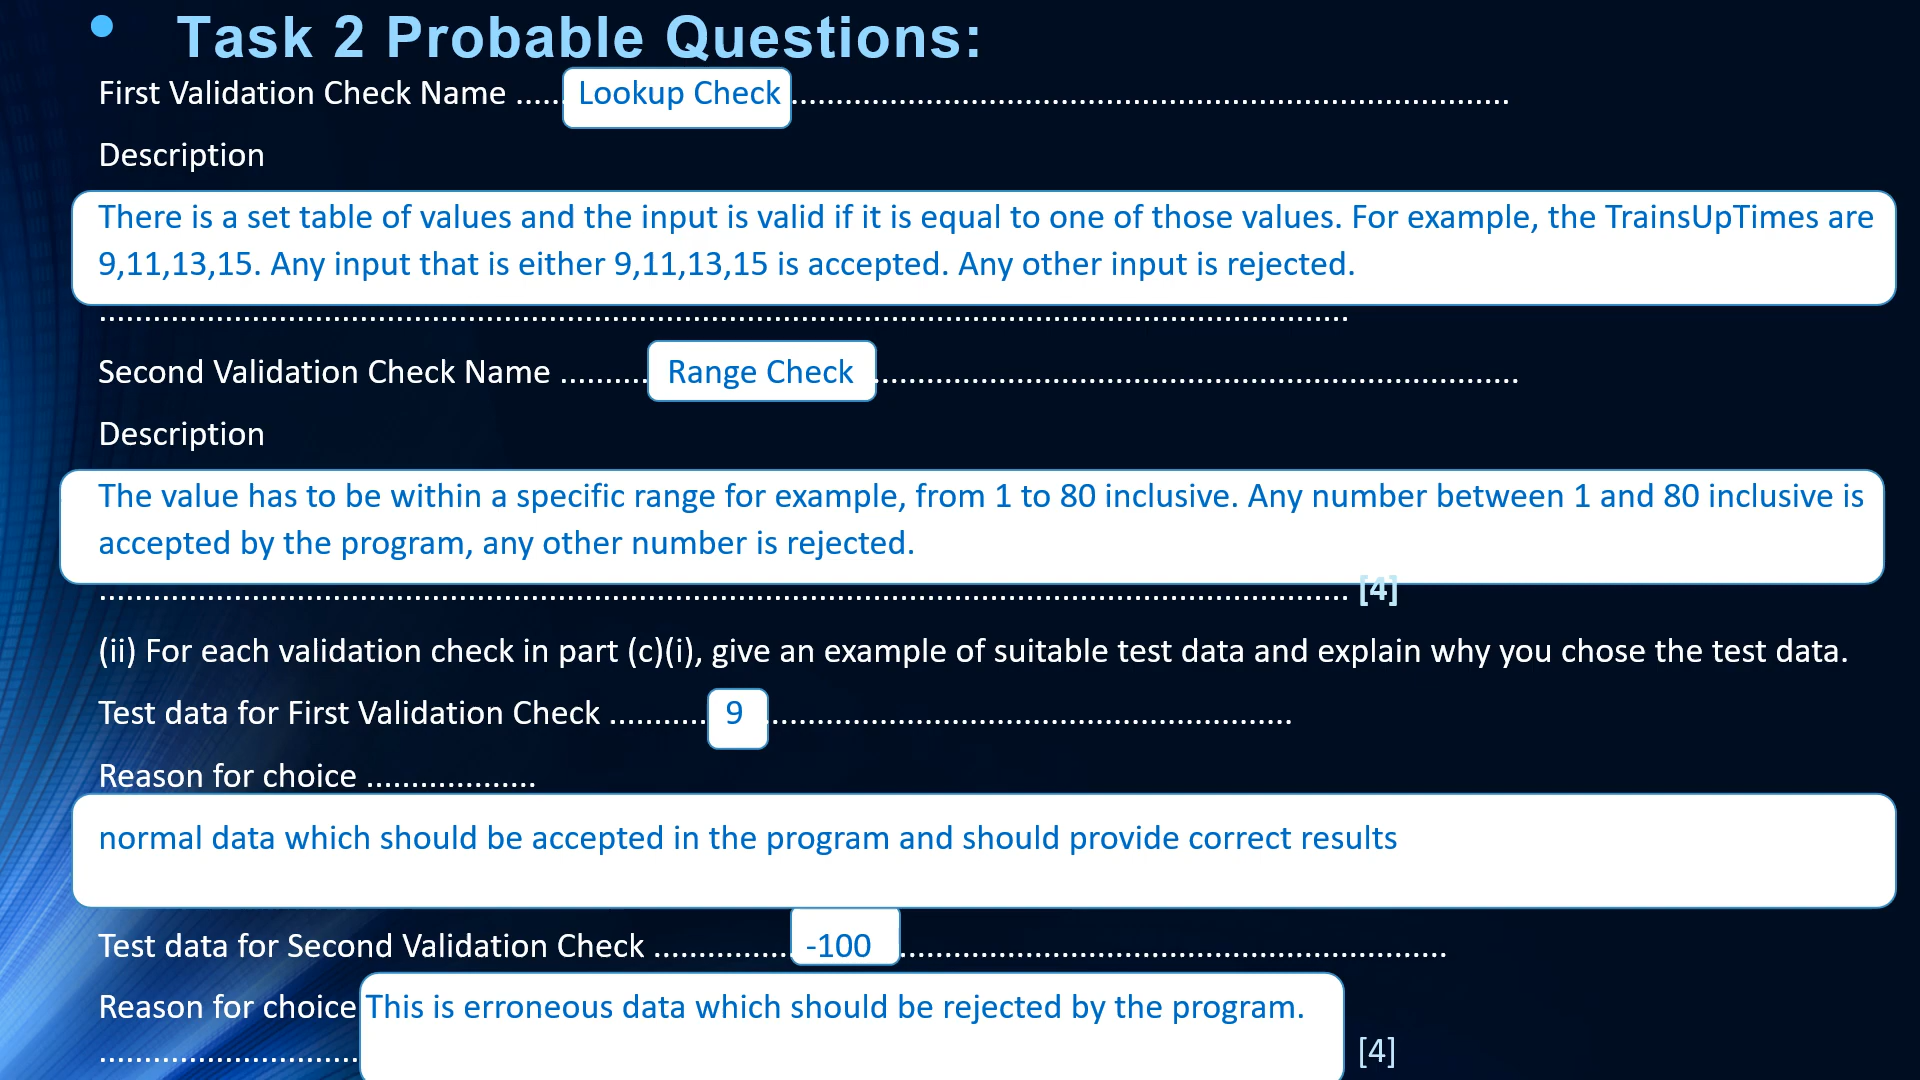 • Task 2 Probable Questions:
First Validation Check Name ..... Lookup Check ................................................................................
Description
There is a set table of values and the input is valid if it is equal to one of those values. For example, the TrainsUpTimes are
9,11,13,15. Any input that is either 9,11,13,15 is accepted. Any other input is rejected.
...........................................................................................................................................
Second Validation Check Name .......... Range Check .......................................................................
Description
The value has to be within a specific range for example, from 1 to 80 inclusive. Any number between 1 and 80 inclusive is
accepted by the program, any other number is rejected.
........................................................................................................................................... [4]
(ii) For each validation check in part (c)(i), give an example of suitable test data and explain why you chose the test data.
Test data for First Validation Check ........... 9 ..........................................................
Reason for choice ...................
normal data which should be accepted in the program and should provide correct results
Test data for Second Validation Check ............... -100 .............................................................
Reason for choice This is erroneous data which should be rejected by the program.
............................. [4]